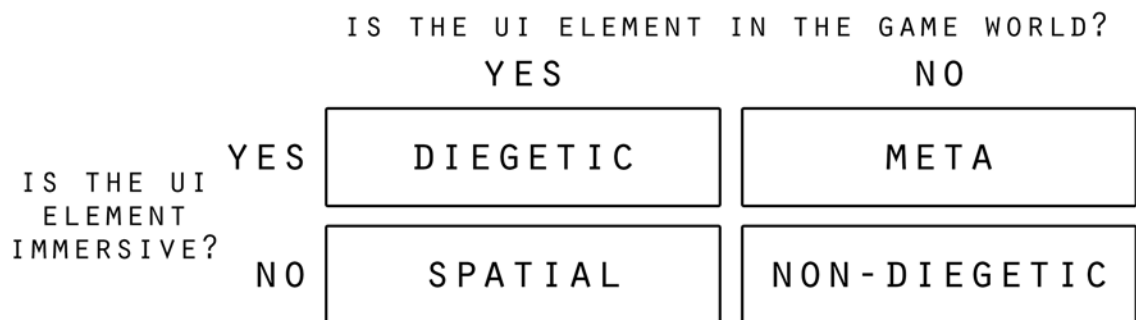 IS THE UI ELEMENT IN THE GAME WORLD?
YES NO
IS THE UI
ELEMENT
IMMERSIVE?
YES DIEGETIC META
NO SPATIAL NON-DIEGETIC